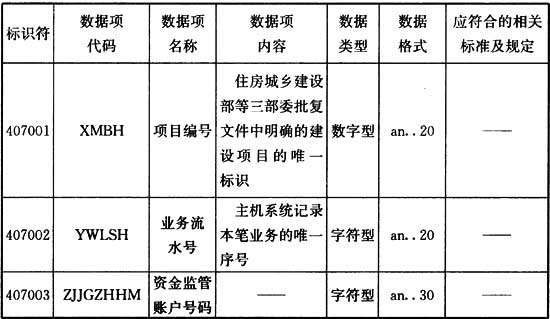 标识符 数据项代码 数据项名称 数据项内容 数据类型 数据格式 应符合的相关标准及规定
407001 XMBH 项目编号 住房城乡建设部等三部委批复文件中明确的建设项目的唯一标识 数字型 an..20 ——
407002 YWLSH 业务流水号 主机系统记录本笔业务的唯一序号 字符型 an..20 ——
407003 ZJJGZHHM 资金监管账户号码 —— 字符型 an..30 ——